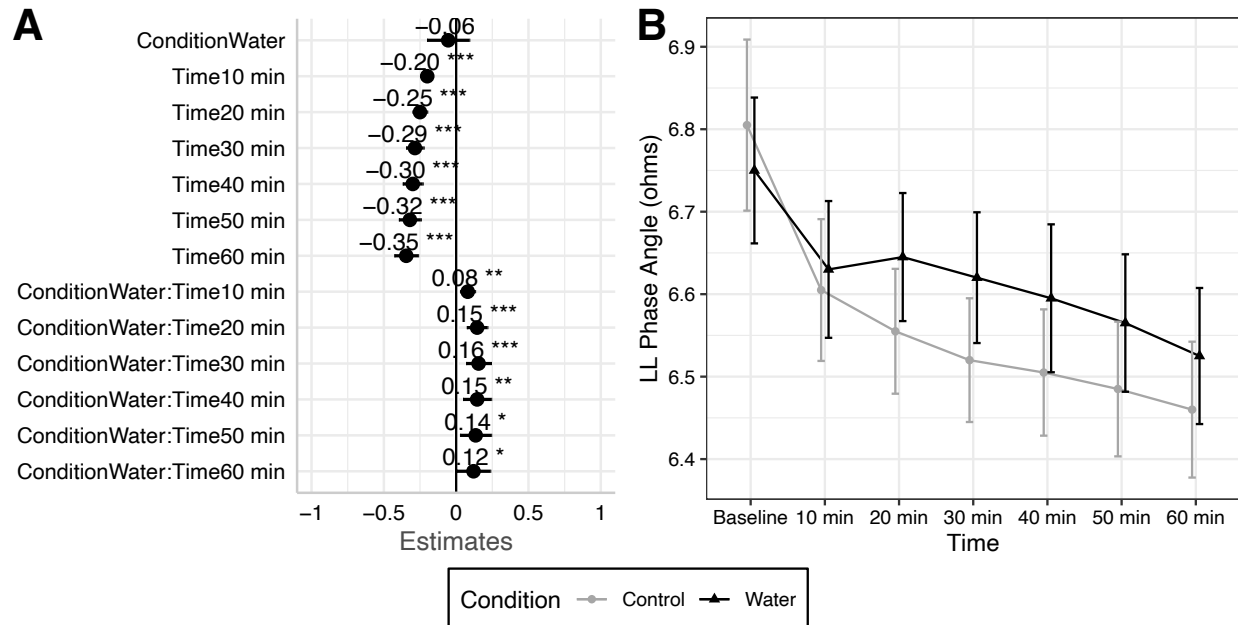 A
ConditionWater
−0.06
Time10 min
−0.20 ***
Time20 min
−0.25 ***
Time30 min
−0.29 ***
Time40 min
−0.30 ***
Time50 min
−0.32 ***
Time60 min
−0.35 ***
ConditionWater:Time10 min
0.08 **
ConditionWater:Time20 min
0.15 ***
ConditionWater:Time30 min
0.16 ***
ConditionWater:Time40 min
0.15 **
ConditionWater:Time50 min
0.14 *
ConditionWater:Time60 min
0.12 *
−1 −0.5 0 0.5 1
Estimates
B
LL Phase Angle (ohms)
6.9
6.8
6.7
6.6
6.5
6.4
Baseline 10 min 20 min 30 min 40 min 50 min 60 min
Time
Condition Control Water